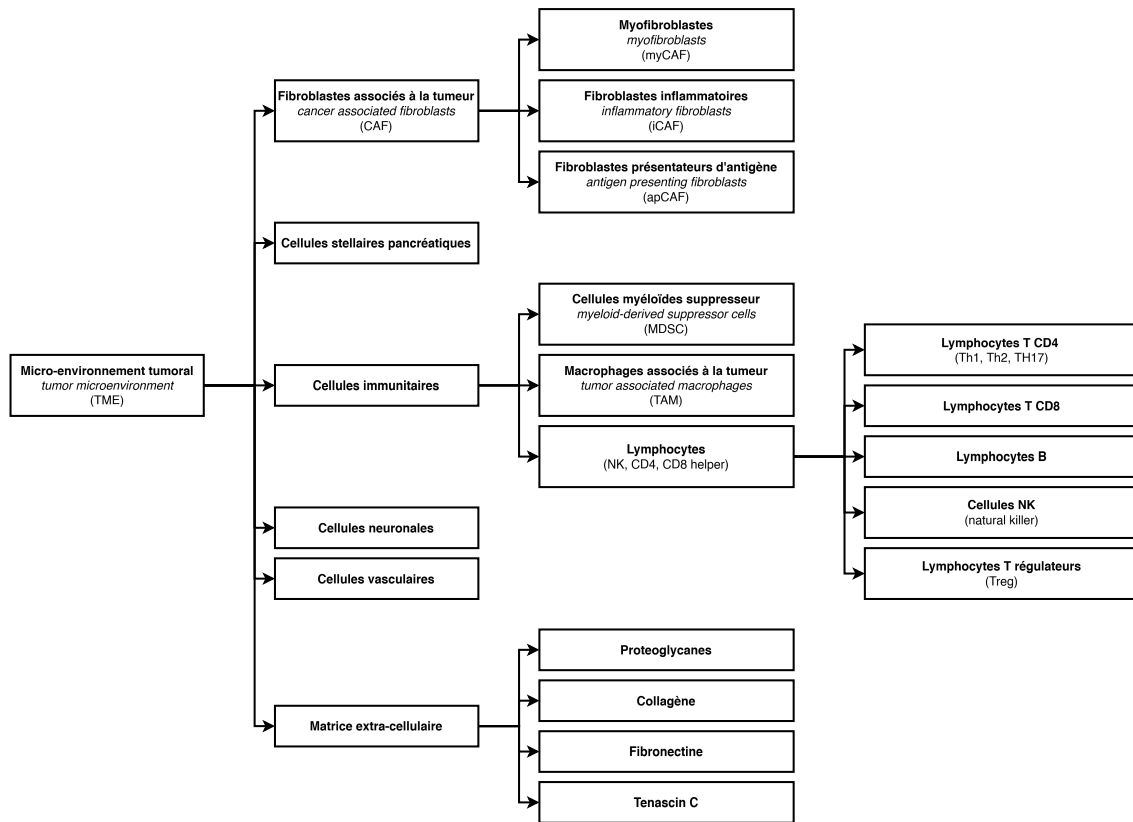 Micro-environnement tumoral
tumor microenvironment
(TME)
Fibroblastes associés à la tumeur
cancer associated fibroblasts
(CAF)
Myofibroblastes
myofibroblasts
(myCAF)
Fibroblastes inflammatoires
inflammatory fibroblasts
(iCAF)
Fibroblastes présentateurs d'antigène
antigen presenting fibroblasts
(apCAF)
Cellules stellaires pancréatiques
Cellules immunitaires
Cellules myéloïdes suppresseur
myeloid-derived suppressor cells
(MDSC)
Macrophages associés à la tumeur
tumor associated macrophages
(TAM)
Lymphocytes
(NK, CD4, CD8 helper)
Lymphocytes T CD4
(Th1, Th2, TH17)
Lymphocytes T CD8
Lymphocytes B
Cellules NK
(natural killer)
Lymphocytes T régulateurs
(Treg)
Cellules neuronales
Cellules vasculaires
Matrice extra-cellulaire
Proteoglycanes
Collagène
Fibronectine
Tenascin C